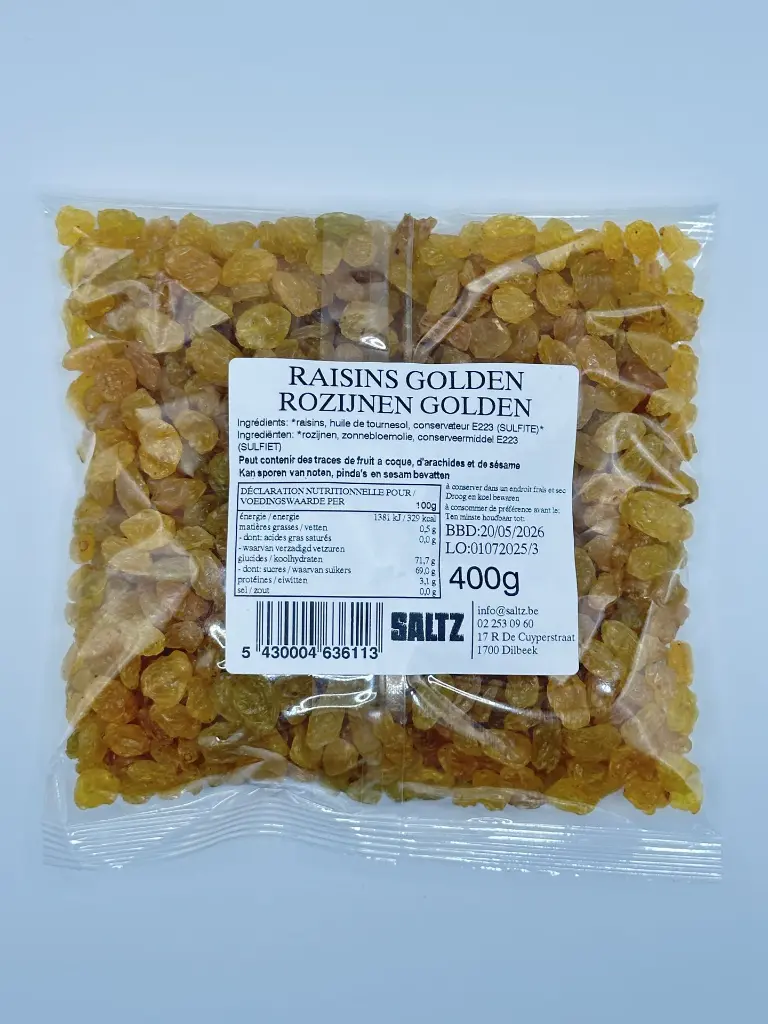 RAISINS GOLDEN
ROZIJNEN GOLDEN
Ingrédients: *raisins, huile de tournesol, conservateur E223 (SULFITE)*
Ingrediënten: *rozijnen, zonnebloemolie, conserveermiddel E223
(SULFIET)
Peut contenir des traces de fruit a coque, d'arachides et de sésame
Kan sporen van noten, pinda's en sesam bevatten
DÉCLARATION NUTRITIONNELLE POUR /
VOEDINGSWAARDE PER 100g
énergie / energie 1381 kJ / 329 kcal
matières grasses / vetten 0,5 g
- dont: acides gras saturés 0,0 g
- waarvan verzadigd vetzuren
glucides / koolhydraten 71,7 g
- dont: sucres / waarvan suikers 69,0 g
protéines / eiwitten 3,1 g
sel / zout 0,0 g
à conserver dans un endroit frais et sec
Droog en koel bewaren
à consommer de préférence avant le:
Ten minste houdbaar tot:
BBD:20/05/2026
LO:01072025/3
400g
5 430004 636113
SALTZ
info@saltz.be
02 253 09 60
17 R De Cuyperstraat
1700 Dilbeek